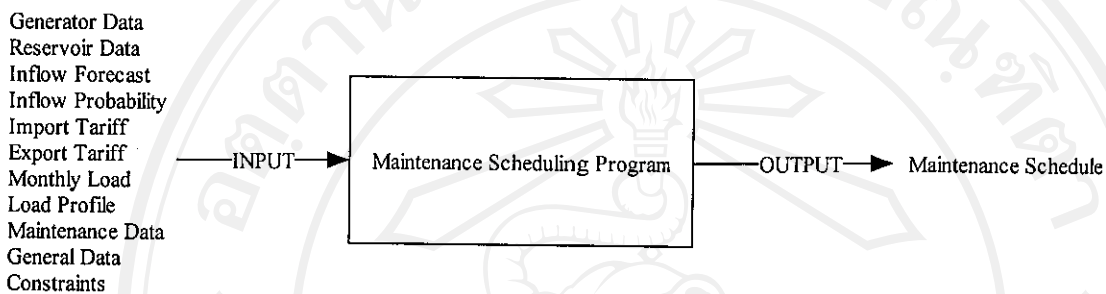 Generator Data
Reservoir Data
Inflow Forecast
Inflow Probability
Import Tariff
Export Tariff
Monthly Load
Load Profile
Maintenance Data
General Data
Constraints
INPUT
Maintenance Scheduling Program
OUTPUT
Maintenance Schedule